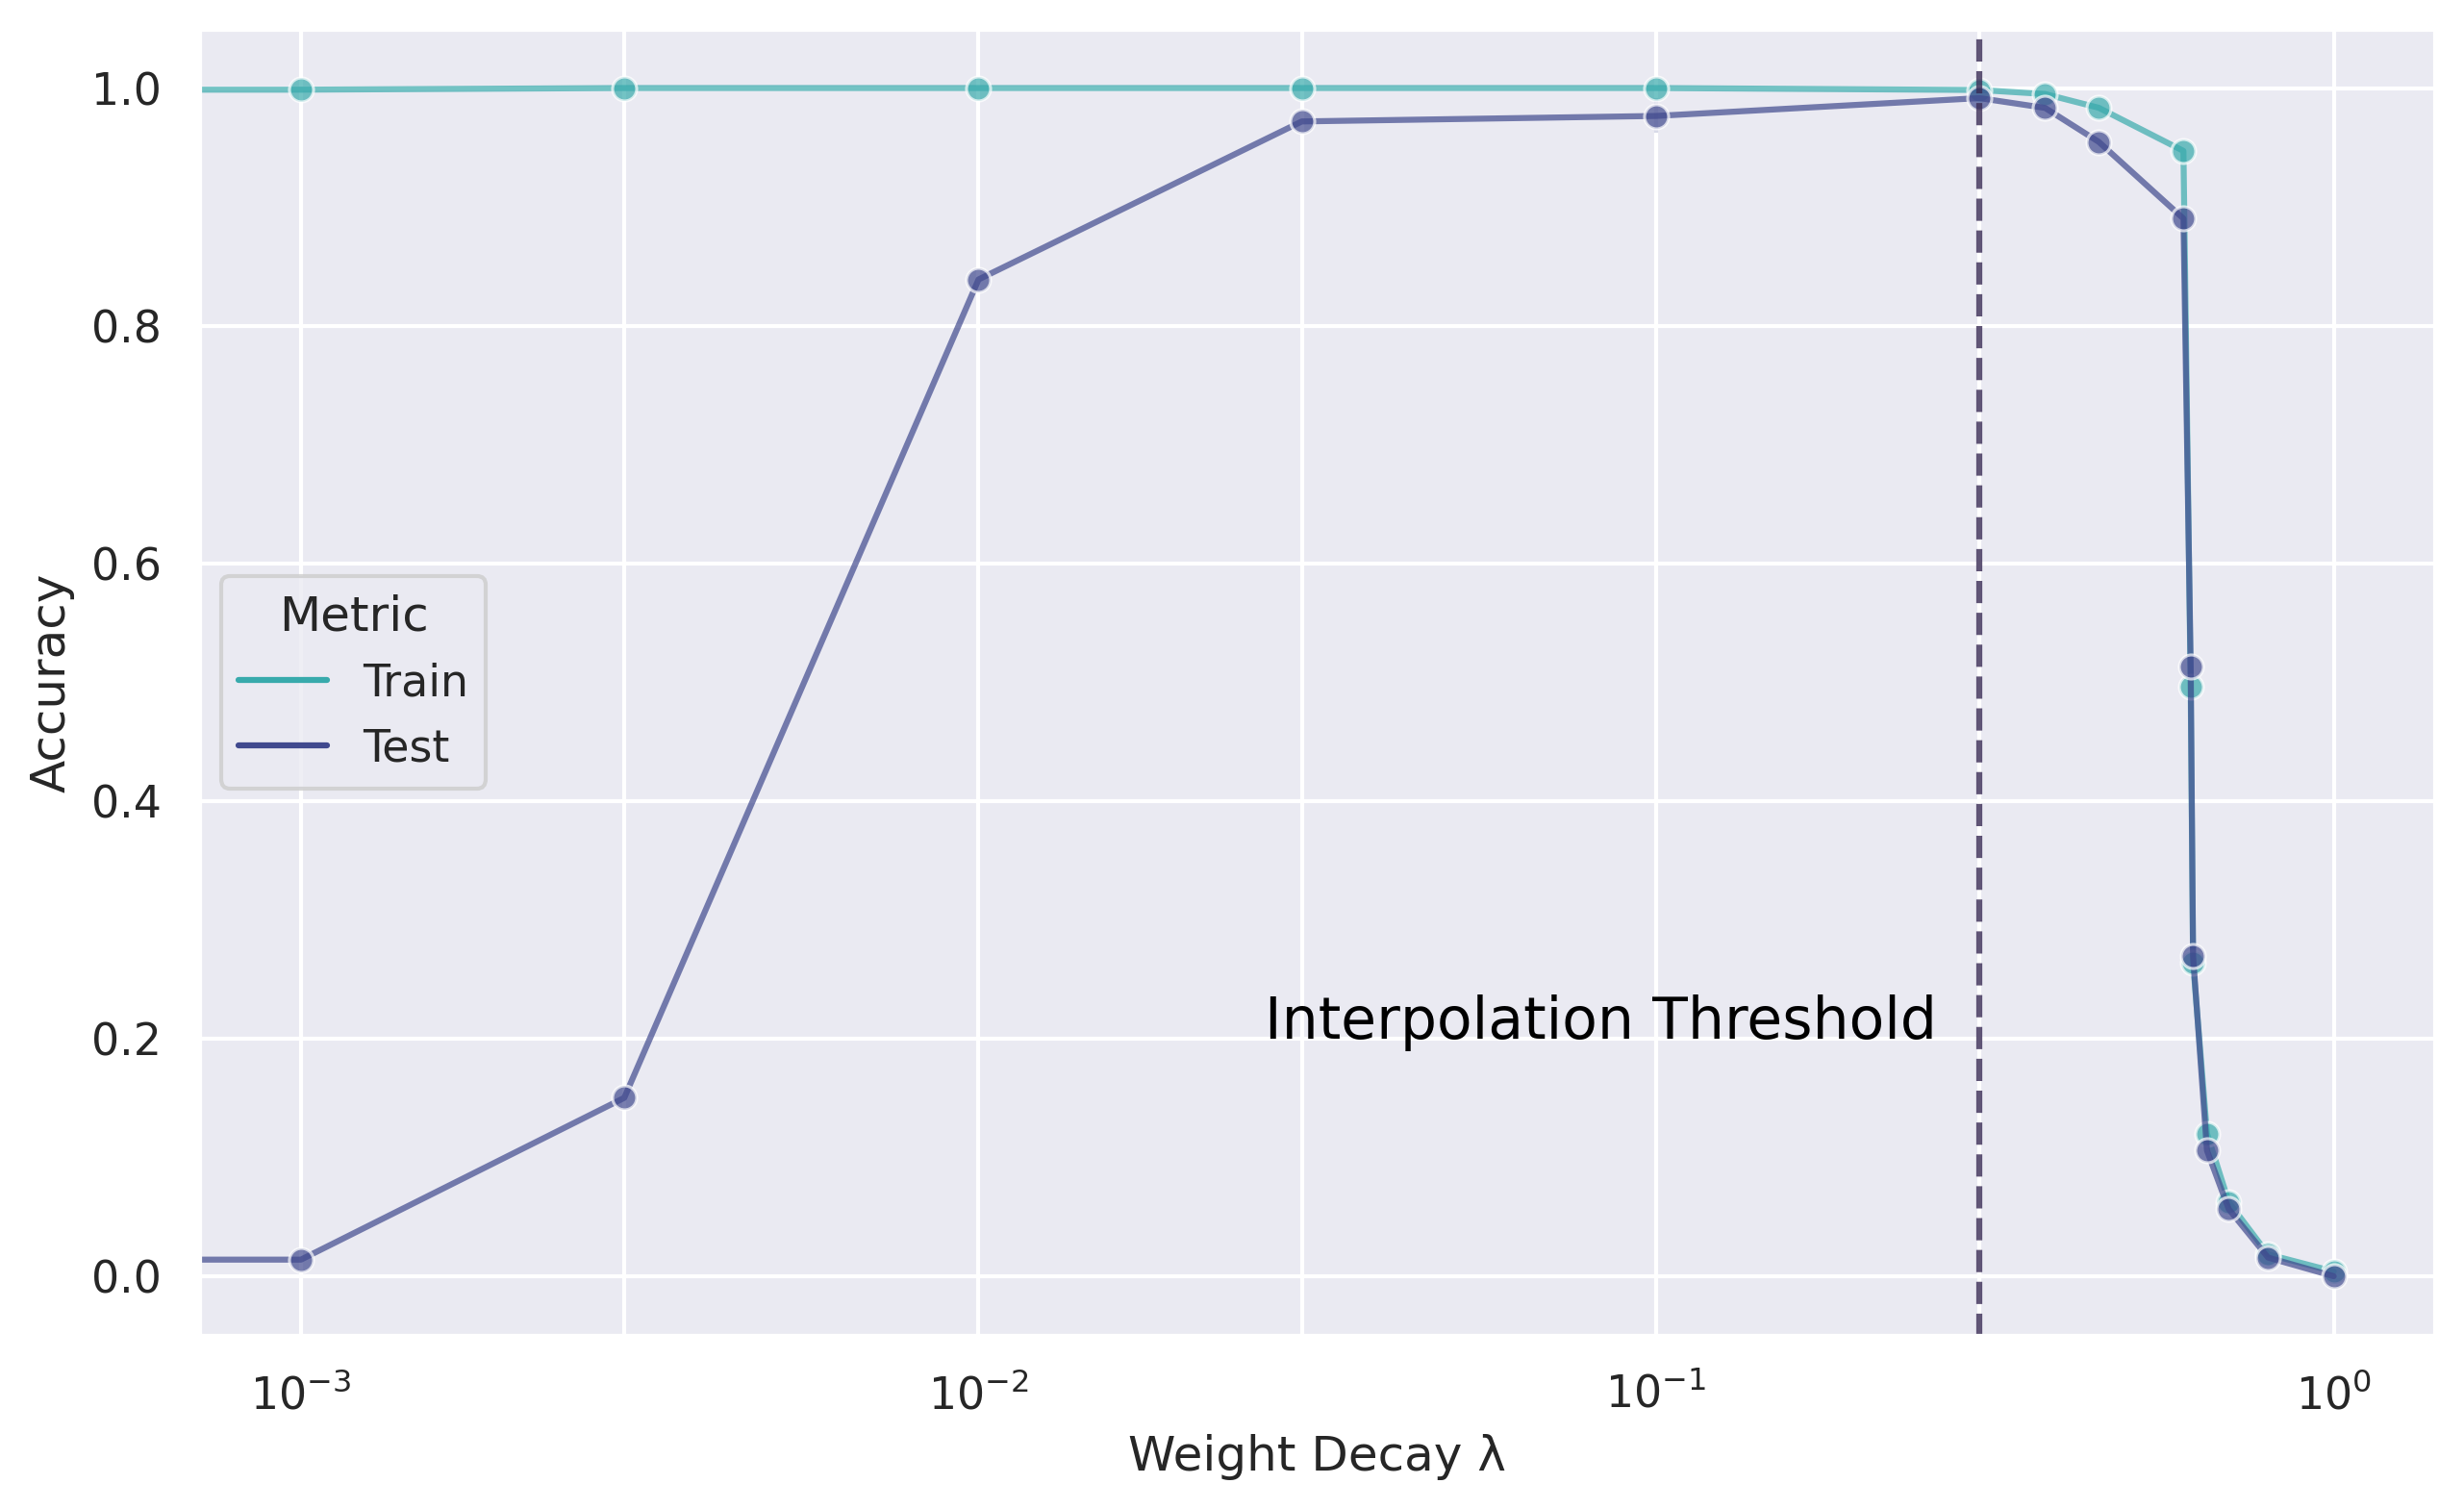 1.0
0.8
0.6
0.4
0.2
0.0
Accuracy
Metric
Train
Test
Interpolation Threshold
10⁻³ 10⁻² 10⁻¹ 10⁰
Weight Decay λ